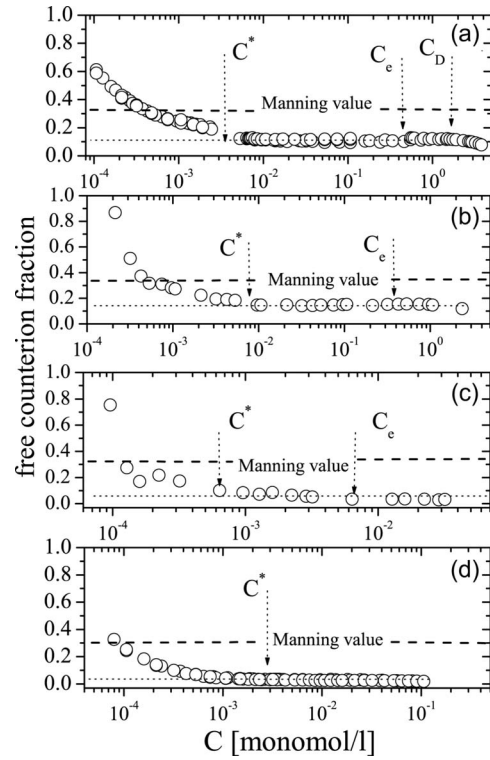 free counterion fraction
C* Cₑ C_D (a)
1.0
0.8
0.6
0.4
0.2
0.0
Manning value
10⁻⁴ 10⁻³ 10⁻² 10⁻¹ 10⁰
C* Cₑ (b)
1.0
0.8
0.6
0.4
0.2
0.0
Manning value
10⁻⁴ 10⁻³ 10⁻² 10⁻¹ 10⁰
C* Cₑ (c)
1.0
0.8
0.6
0.4
0.2
0.0
Manning value
10⁻⁴ 10⁻³ 10⁻²
C* (d)
1.0
0.8
0.6
0.4
0.2
0.0
Manning value
10⁻⁴ 10⁻³ 10⁻² 10⁻¹
C [monomol/l]